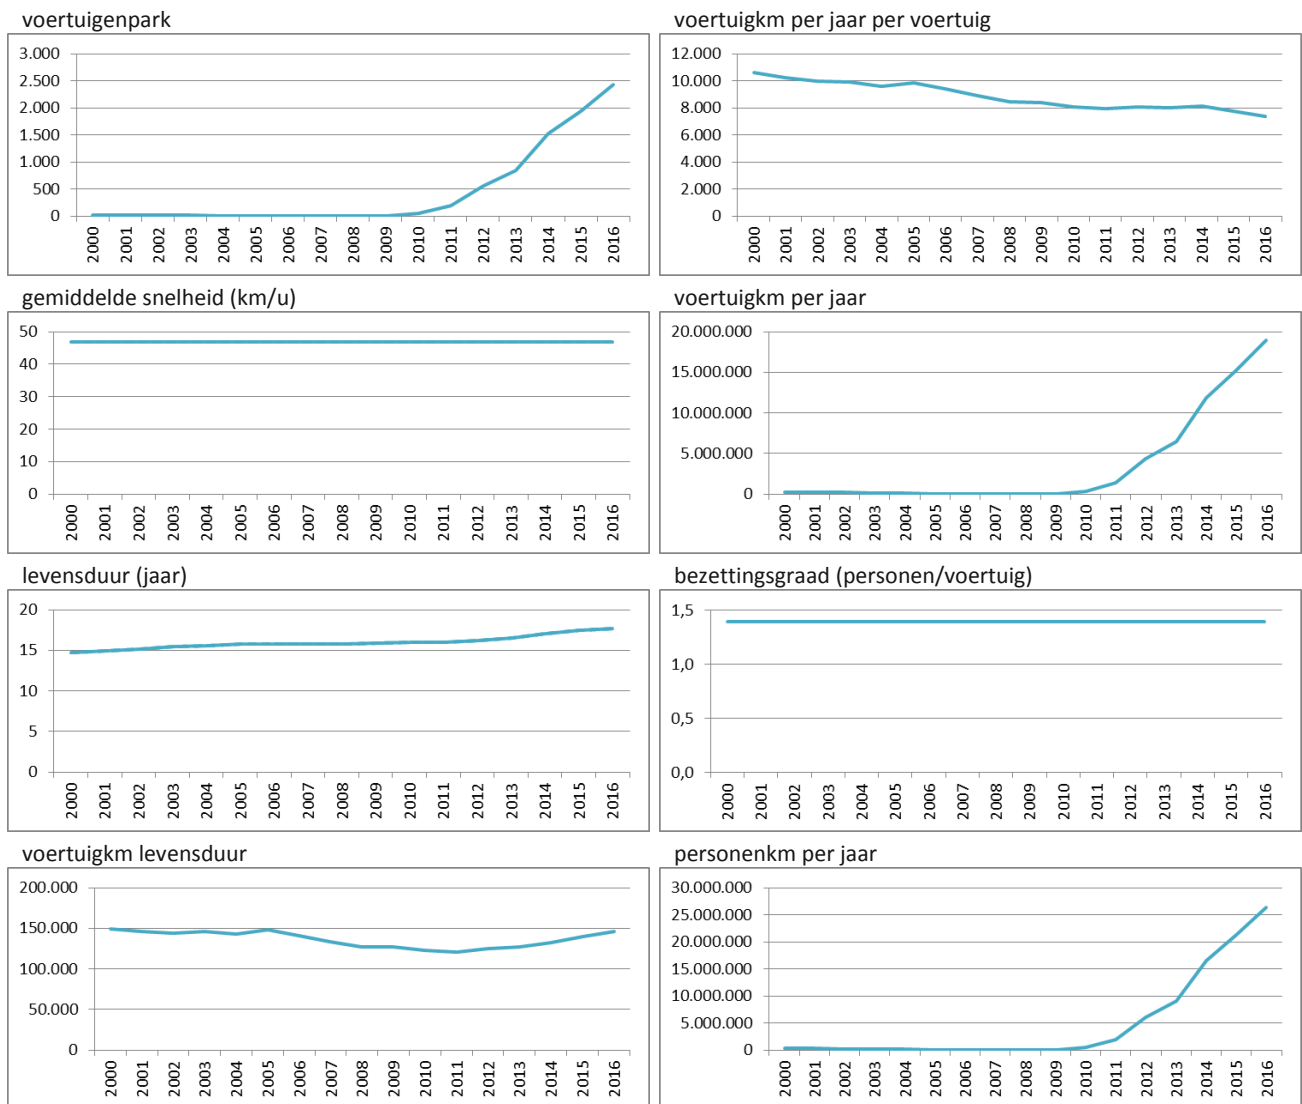 voertuigenpark
3.000
2.500
2.000
1.500
1.000
500
0
2000 2001 2002 2003 2004 2005 2006 2007 2008 2009 2010 2011 2012 2013 2014 2015 2016
voertuigkm per jaar per voertuig
12.000
10.000
8.000
6.000
4.000
2.000
0
2000 2001 2002 2003 2004 2005 2006 2007 2008 2009 2010 2011 2012 2013 2014 2015 2016
gemiddelde snelheid (km/u)
50
40
30
20
10
0
2000 2001 2002 2003 2004 2005 2006 2007 2008 2009 2010 2011 2012 2013 2014 2015 2016
voertuigkm per jaar
20.000.000
15.000.000
10.000.000
5.000.000
0
2000 2001 2002 2003 2004 2005 2006 2007 2008 2009 2010 2011 2012 2013 2014 2015 2016
levensduur (jaar)
20
15
10
5
0
2000 2001 2002 2003 2004 2005 2006 2007 2008 2009 2010 2011 2012 2013 2014 2015 2016
bezettingsgraad (personen/voertuig)
1,5
1,0
0,5
0,0
2000 2001 2002 2003 2004 2005 2006 2007 2008 2009 2010 2011 2012 2013 2014 2015 2016
voertuigkm levensduur
200.000
150.000
100.000
50.000
0
2000 2001 2002 2003 2004 2005 2006 2007 2008 2009 2010 2011 2012 2013 2014 2015 2016
personenkm per jaar
30.000.000
25.000.000
20.000.000
15.000.000
10.000.000
5.000.000
0
2000 2001 2002 2003 2004 2005 2006 2007 2008 2009 2010 2011 2012 2013 2014 2015 2016